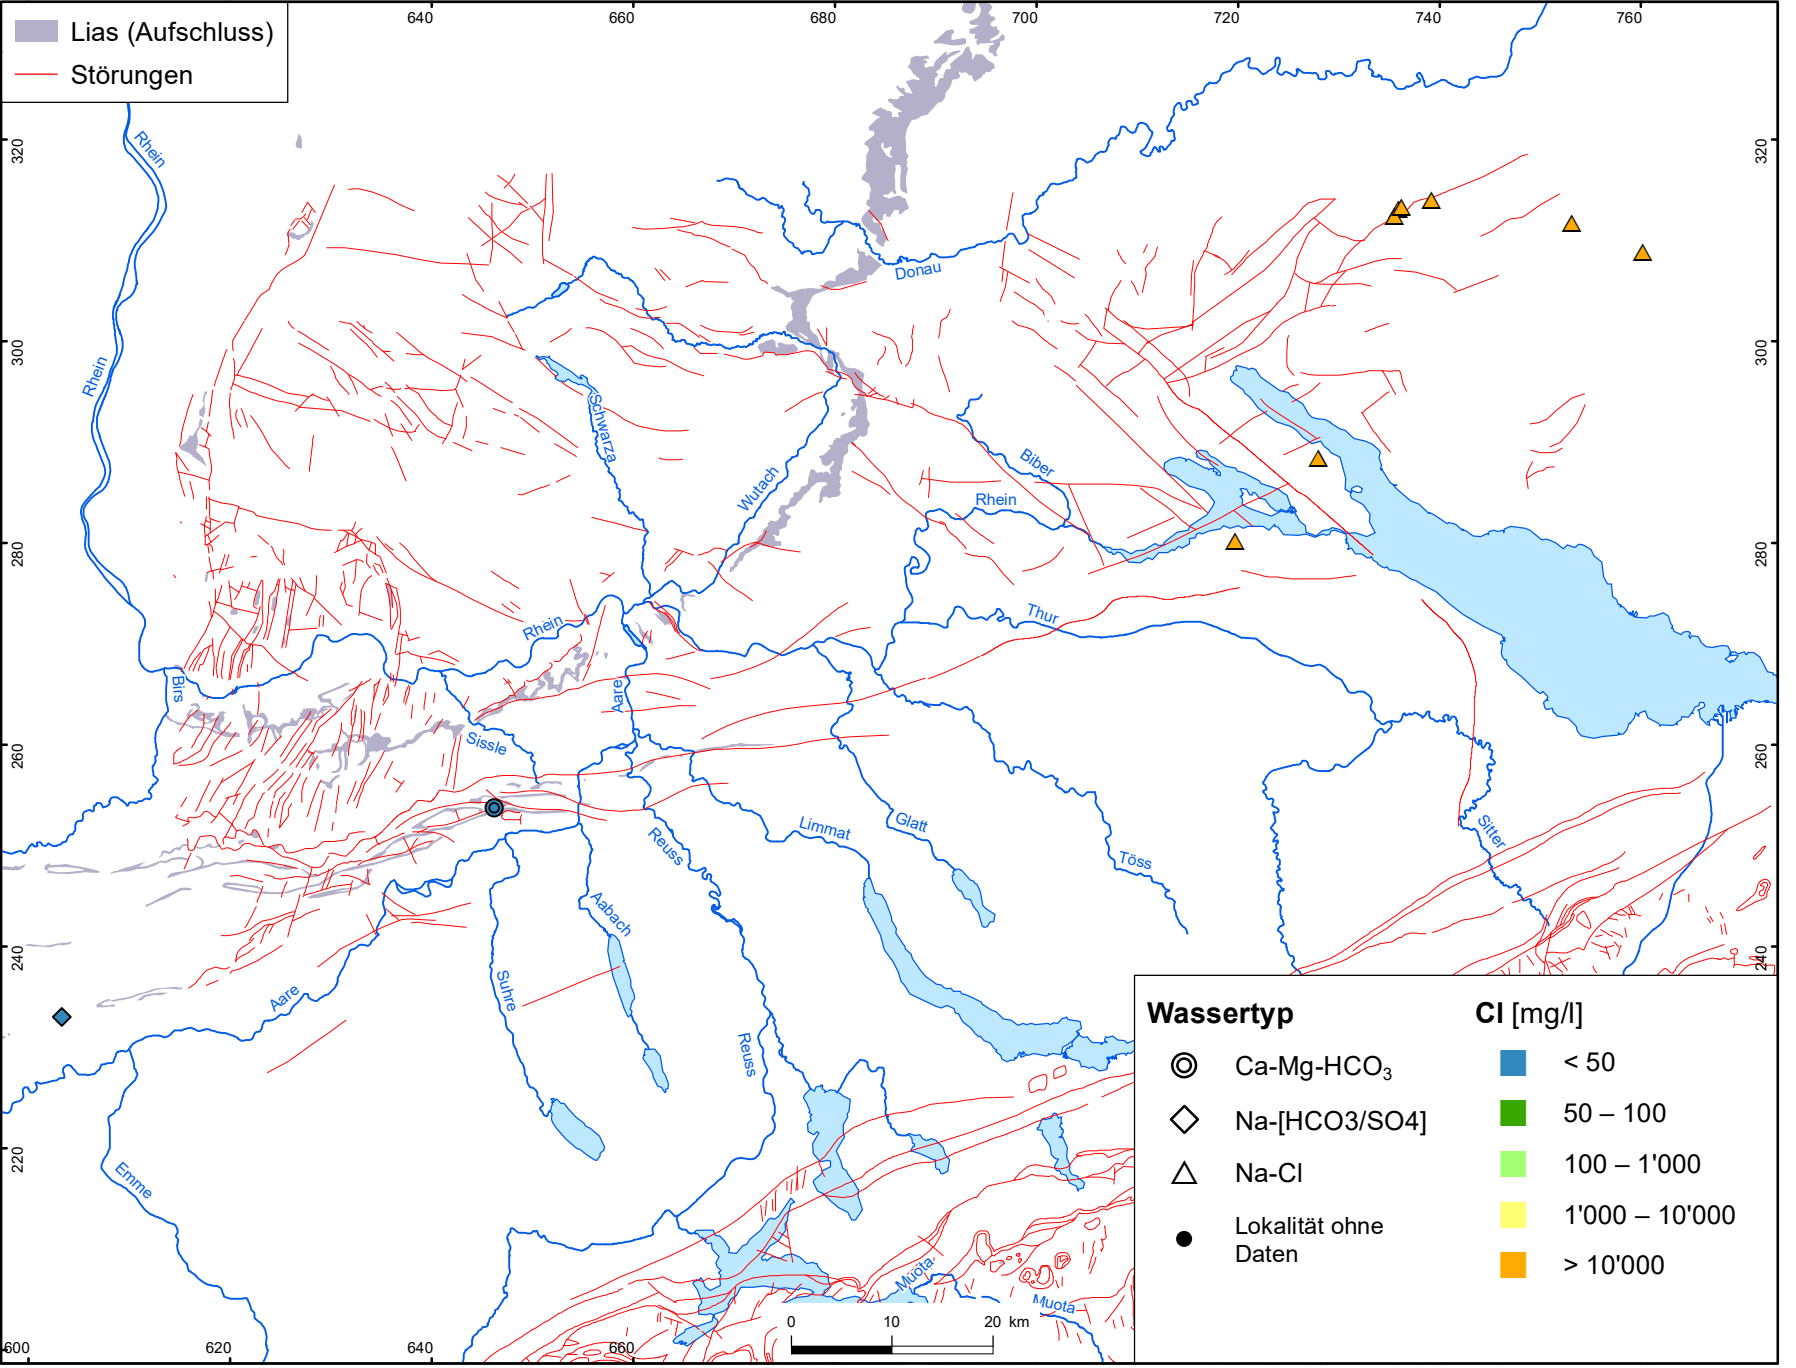 640 660 680 700 720 740 760
Lias (Aufschluss)
Störungen
320
Rhein
320
Donau
300
Rhein
300
Schwarza
Wutach
Biber
Rhein
280
280
Rhein
Thur
Birs
Aare
Sissle
260
260
Limmat
Glatt
Reuss
Töss
Sitter
Aabach
240
240
Suhre
Aare
Reuss
220
Emme
Muota
Muota
Wassertyp
Ca-Mg-HCO₃
Na-[HCO3/SO4]
Na-Cl
Lokalität ohne
Daten
Cl [mg/l]
< 50
50 – 100
100 – 1'000
1'000 – 10'000
> 10'000
0 10 20 km
600 620 640 660